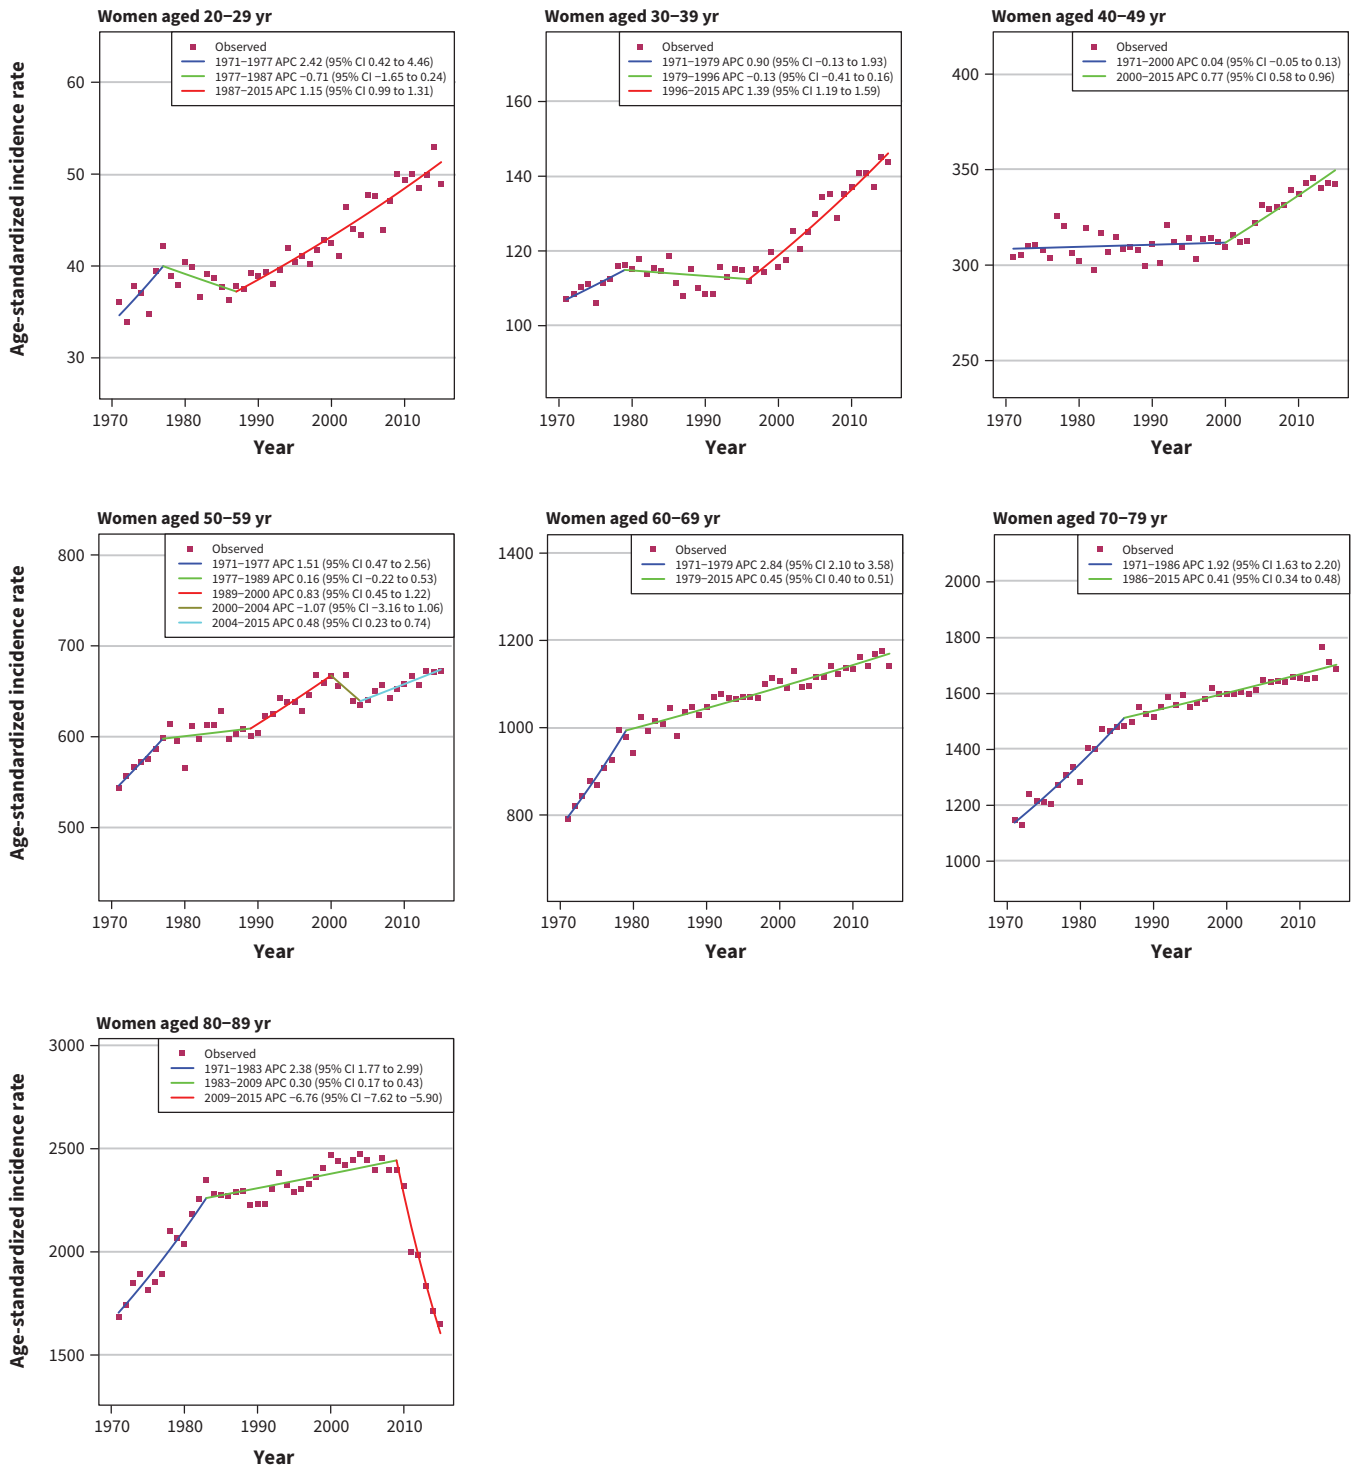 Women aged 20–29 yr
Age-standardized incidence rate
60
50
40
30
Observed
1971–1977 APC 2.42 (95% CI 0.42 to 4.46)
1977–1987 APC −0.71 (95% CI −1.65 to 0.24)
1987–2015 APC 1.15 (95% CI 0.99 to 1.31)
1970 1980 1990 2000 2010
Year
Women aged 30–39 yr
160
140
120
100
Observed
1971–1979 APC 0.90 (95% CI −0.13 to 1.93)
1979–1996 APC −0.13 (95% CI −0.41 to 0.16)
1996–2015 APC 1.39 (95% CI 1.19 to 1.59)
1970 1980 1990 2000 2010
Year
Women aged 40–49 yr
400
350
300
250
Observed
1971–2000 APC 0.04 (95% CI −0.05 to 0.13)
2000–2015 APC 0.77 (95% CI 0.58 to 0.96)
1970 1980 1990 2000 2010
Year
Women aged 50–59 yr
Age-standardized incidence rate
800
700
600
500
Observed
1971–1977 APC 1.51 (95% CI 0.47 to 2.56)
1977–1989 APC 0.16 (95% CI −0.22 to 0.53)
1989–2000 APC 0.83 (95% CI 0.45 to 1.22)
2000–2004 APC −1.07 (95% CI −3.16 to 1.06)
2004–2015 APC 0.48 (95% CI 0.23 to 0.74)
1970 1980 1990 2000 2010
Year
Women aged 60–69 yr
1400
1200
1000
800
Observed
1971–1979 APC 2.84 (95% CI 2.10 to 3.58)
1979–2015 APC 0.45 (95% CI 0.40 to 0.51)
1970 1980 1990 2000 2010
Year
Women aged 70–79 yr
2000
1800
1600
1400
1200
1000
Observed
1971–1986 APC 1.92 (95% CI 1.63 to 2.20)
1986–2015 APC 0.41 (95% CI 0.34 to 0.48)
1970 1980 1990 2000 2010
Year
Women aged 80–89 yr
Age-standardized incidence rate
3000
2500
2000
1500
Observed
1971–1983 APC 2.38 (95% CI 1.77 to 2.99)
1983–2009 APC 0.30 (95% CI 0.17 to 0.43)
2009–2015 APC −6.76 (95% CI −7.62 to −5.90)
1970 1980 1990 2000 2010
Year